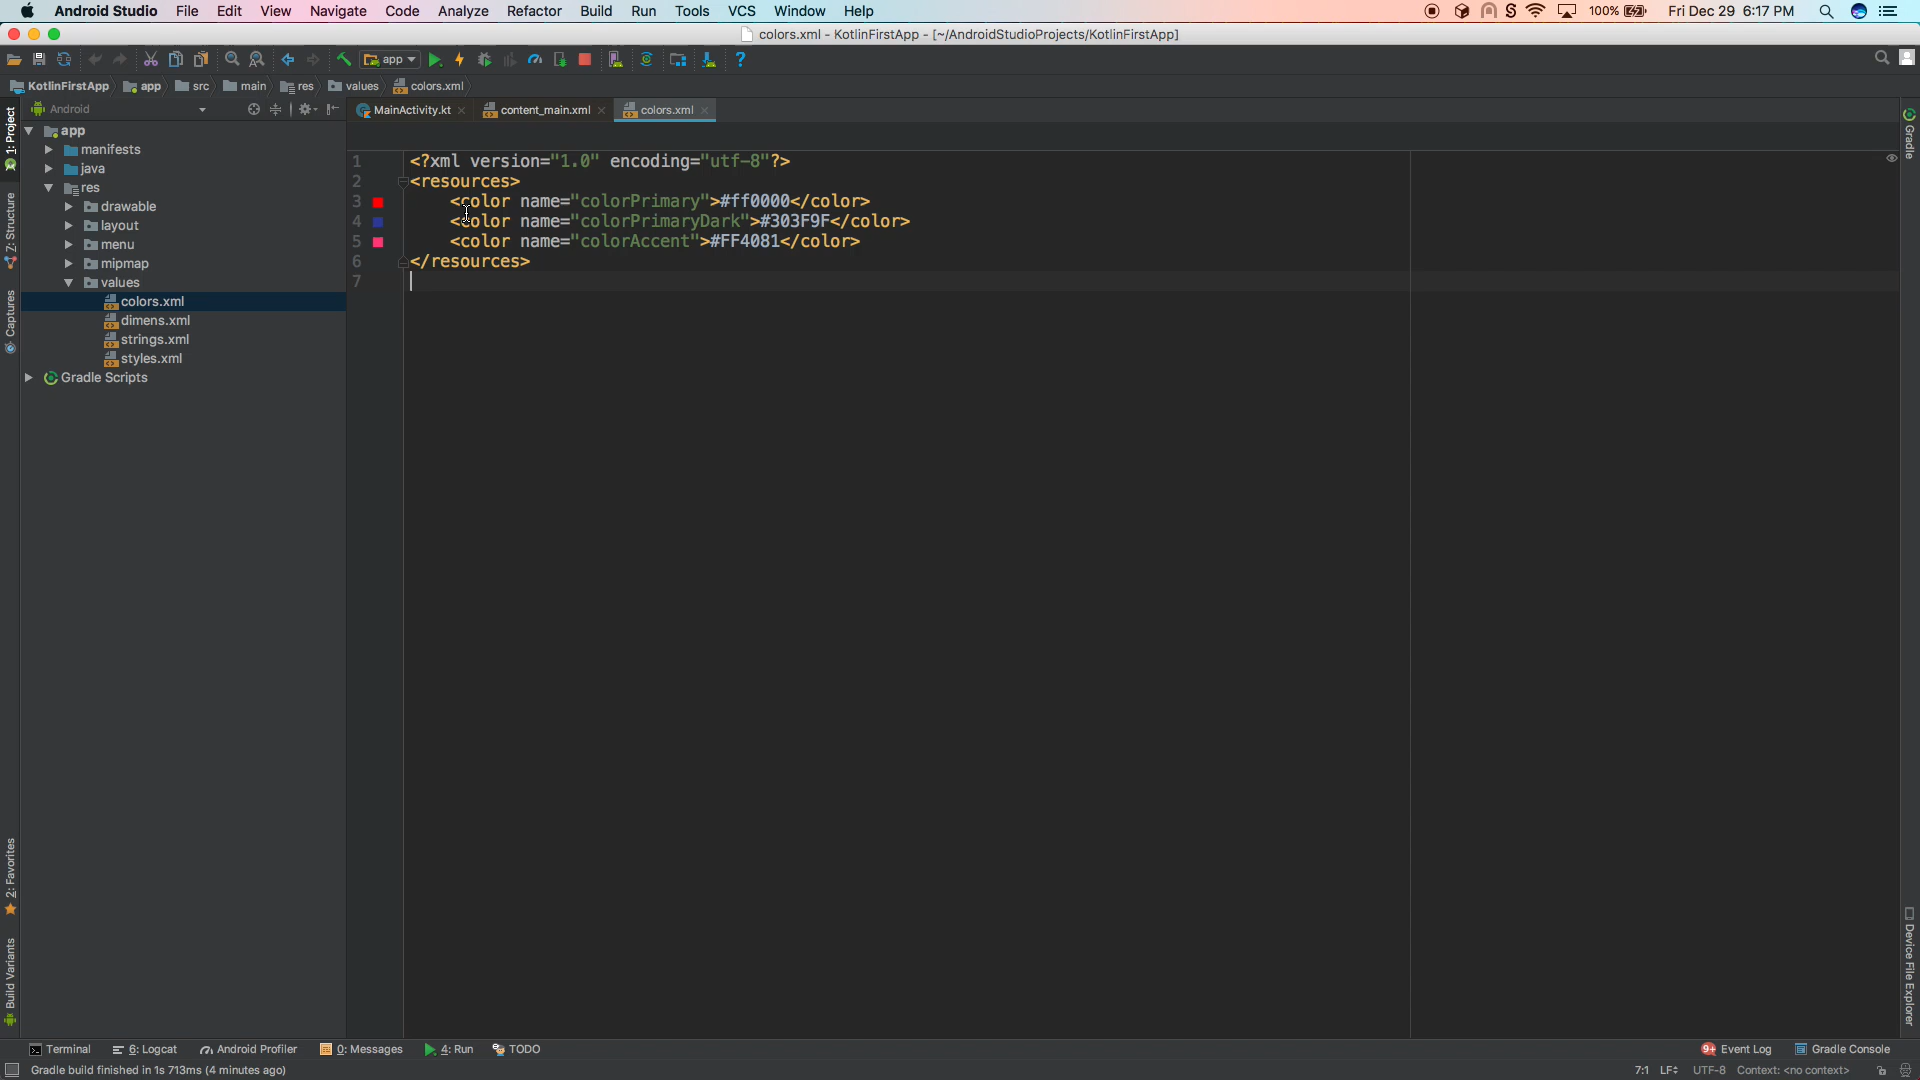 Android Studio File Edit View Navigate Code Analyze Refactor Build Run Tools VCS Window Help S 100% Fri Dec 29 6:17 PM
colors.xml - KotlinFirstApp - [~/AndroidStudioProjects/KotlinFirstApp]
app ?
KotlinFirstApp app src main res values colors.xml
Android
MainActivity.kt content_main.xml colors.xml
app
manifests
java
res
drawable
layout
menu
mipmap
values
colors.xml
dimens.xml
strings.xml
styles.xml
Gradle Scripts
1 <?xml version="1.0" encoding="utf-8"?>
2 <resources>
3 <color name="colorPrimary">#ff0000</color>
4 <color name="colorPrimaryDark">#303F9F</color>
5 <color name="colorAccent">#FF4081</color>
6 </resources>
7
1: Project
7: Structure
Captures
2: Favorites
Build Variants
Gradle
Device File Explorer
Terminal 6: Logcat Android Profiler 0: Messages 4: Run TODO 9+ Event Log Gradle Console
Gradle build finished in 1s 713ms (4 minutes ago) 7:1 LF÷ UTF-8 Context: <no context>